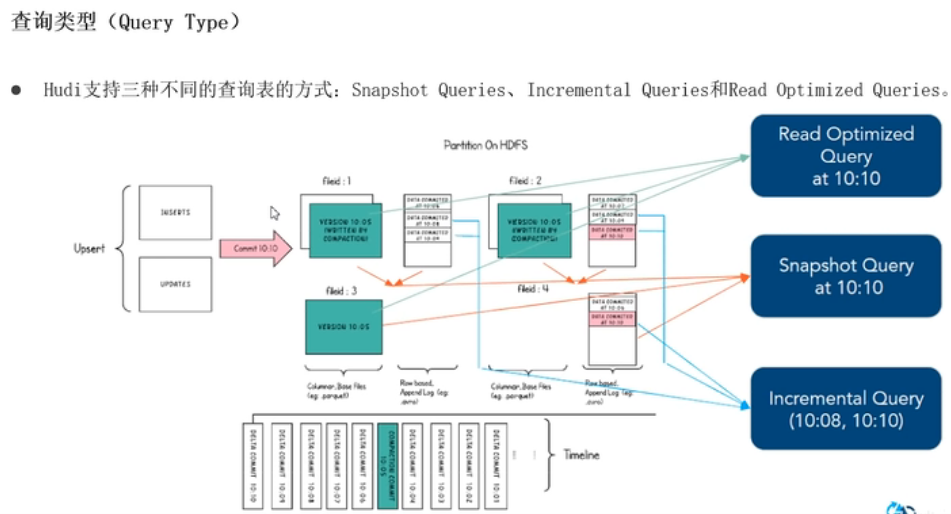 查询类型（Query Type）
● Hudi支持三种不同的查询表的方式：Snapshot Queries、Incremental Queries和Read Optimized Queries。
Partition On HDFS
Read Optimized
Query
at 10:10
fileid : 1
fileid : 2
Upsert
INSERTS
UPDATES
Commit 10:10
VERSION 10:05
(WRITTEN BY
COMPACTION)
DATA COMMITTED
DATA COMMITTED
AT 10:08
DATA COMMITTED
AT 10:09
VERSION 10:05
(WRITTEN BY
COMPACTION)
DATA COMMITTED
AT 10:07
DATA COMMITTED
AT 10:09
DATA COMMITTED
AT 10:10
Snapshot Query
at 10:10
fileid : 3
fileid : 4
VERSION 10:05
DATA COMMITTED
AT 10:06
DATA COMMITTED
AT 10:10
Columnar, Base Files
(eg: .parquet)
Row based,
Append Log (eg:
.avro)
Columnar, Base Files
(eg: .parquet)
Row based,
Append Log (eg:
.avro)
Incremental Query
(10:08, 10:10)
DELTA COMMIT 10:10
DELTA COMMIT 10:09
DELTA COMMIT 10:08
DELTA COMMIT 10:07
DELTA COMMIT 10:06
COMPACTION COMMIT
10:05
DELTA COMMIT 10:04
DELTA COMMIT 10:03
DELTA COMMIT 10:02
DELTA COMMIT 10:01
Timeline